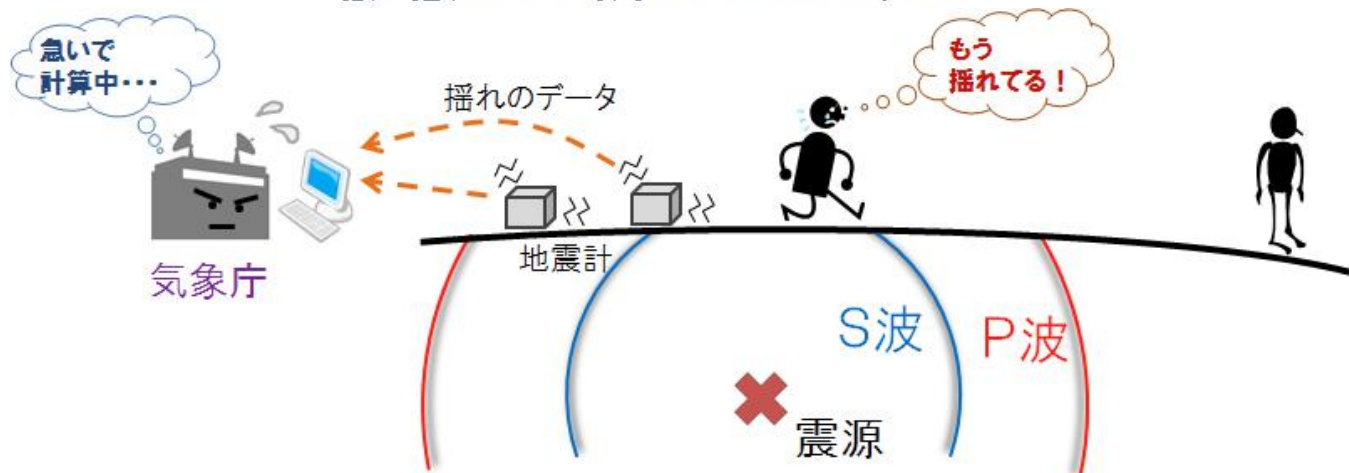 急いで
計算中・・・
揺れのデータ
もう
揺れてる！
気象庁
地震計
S波
P波
震源